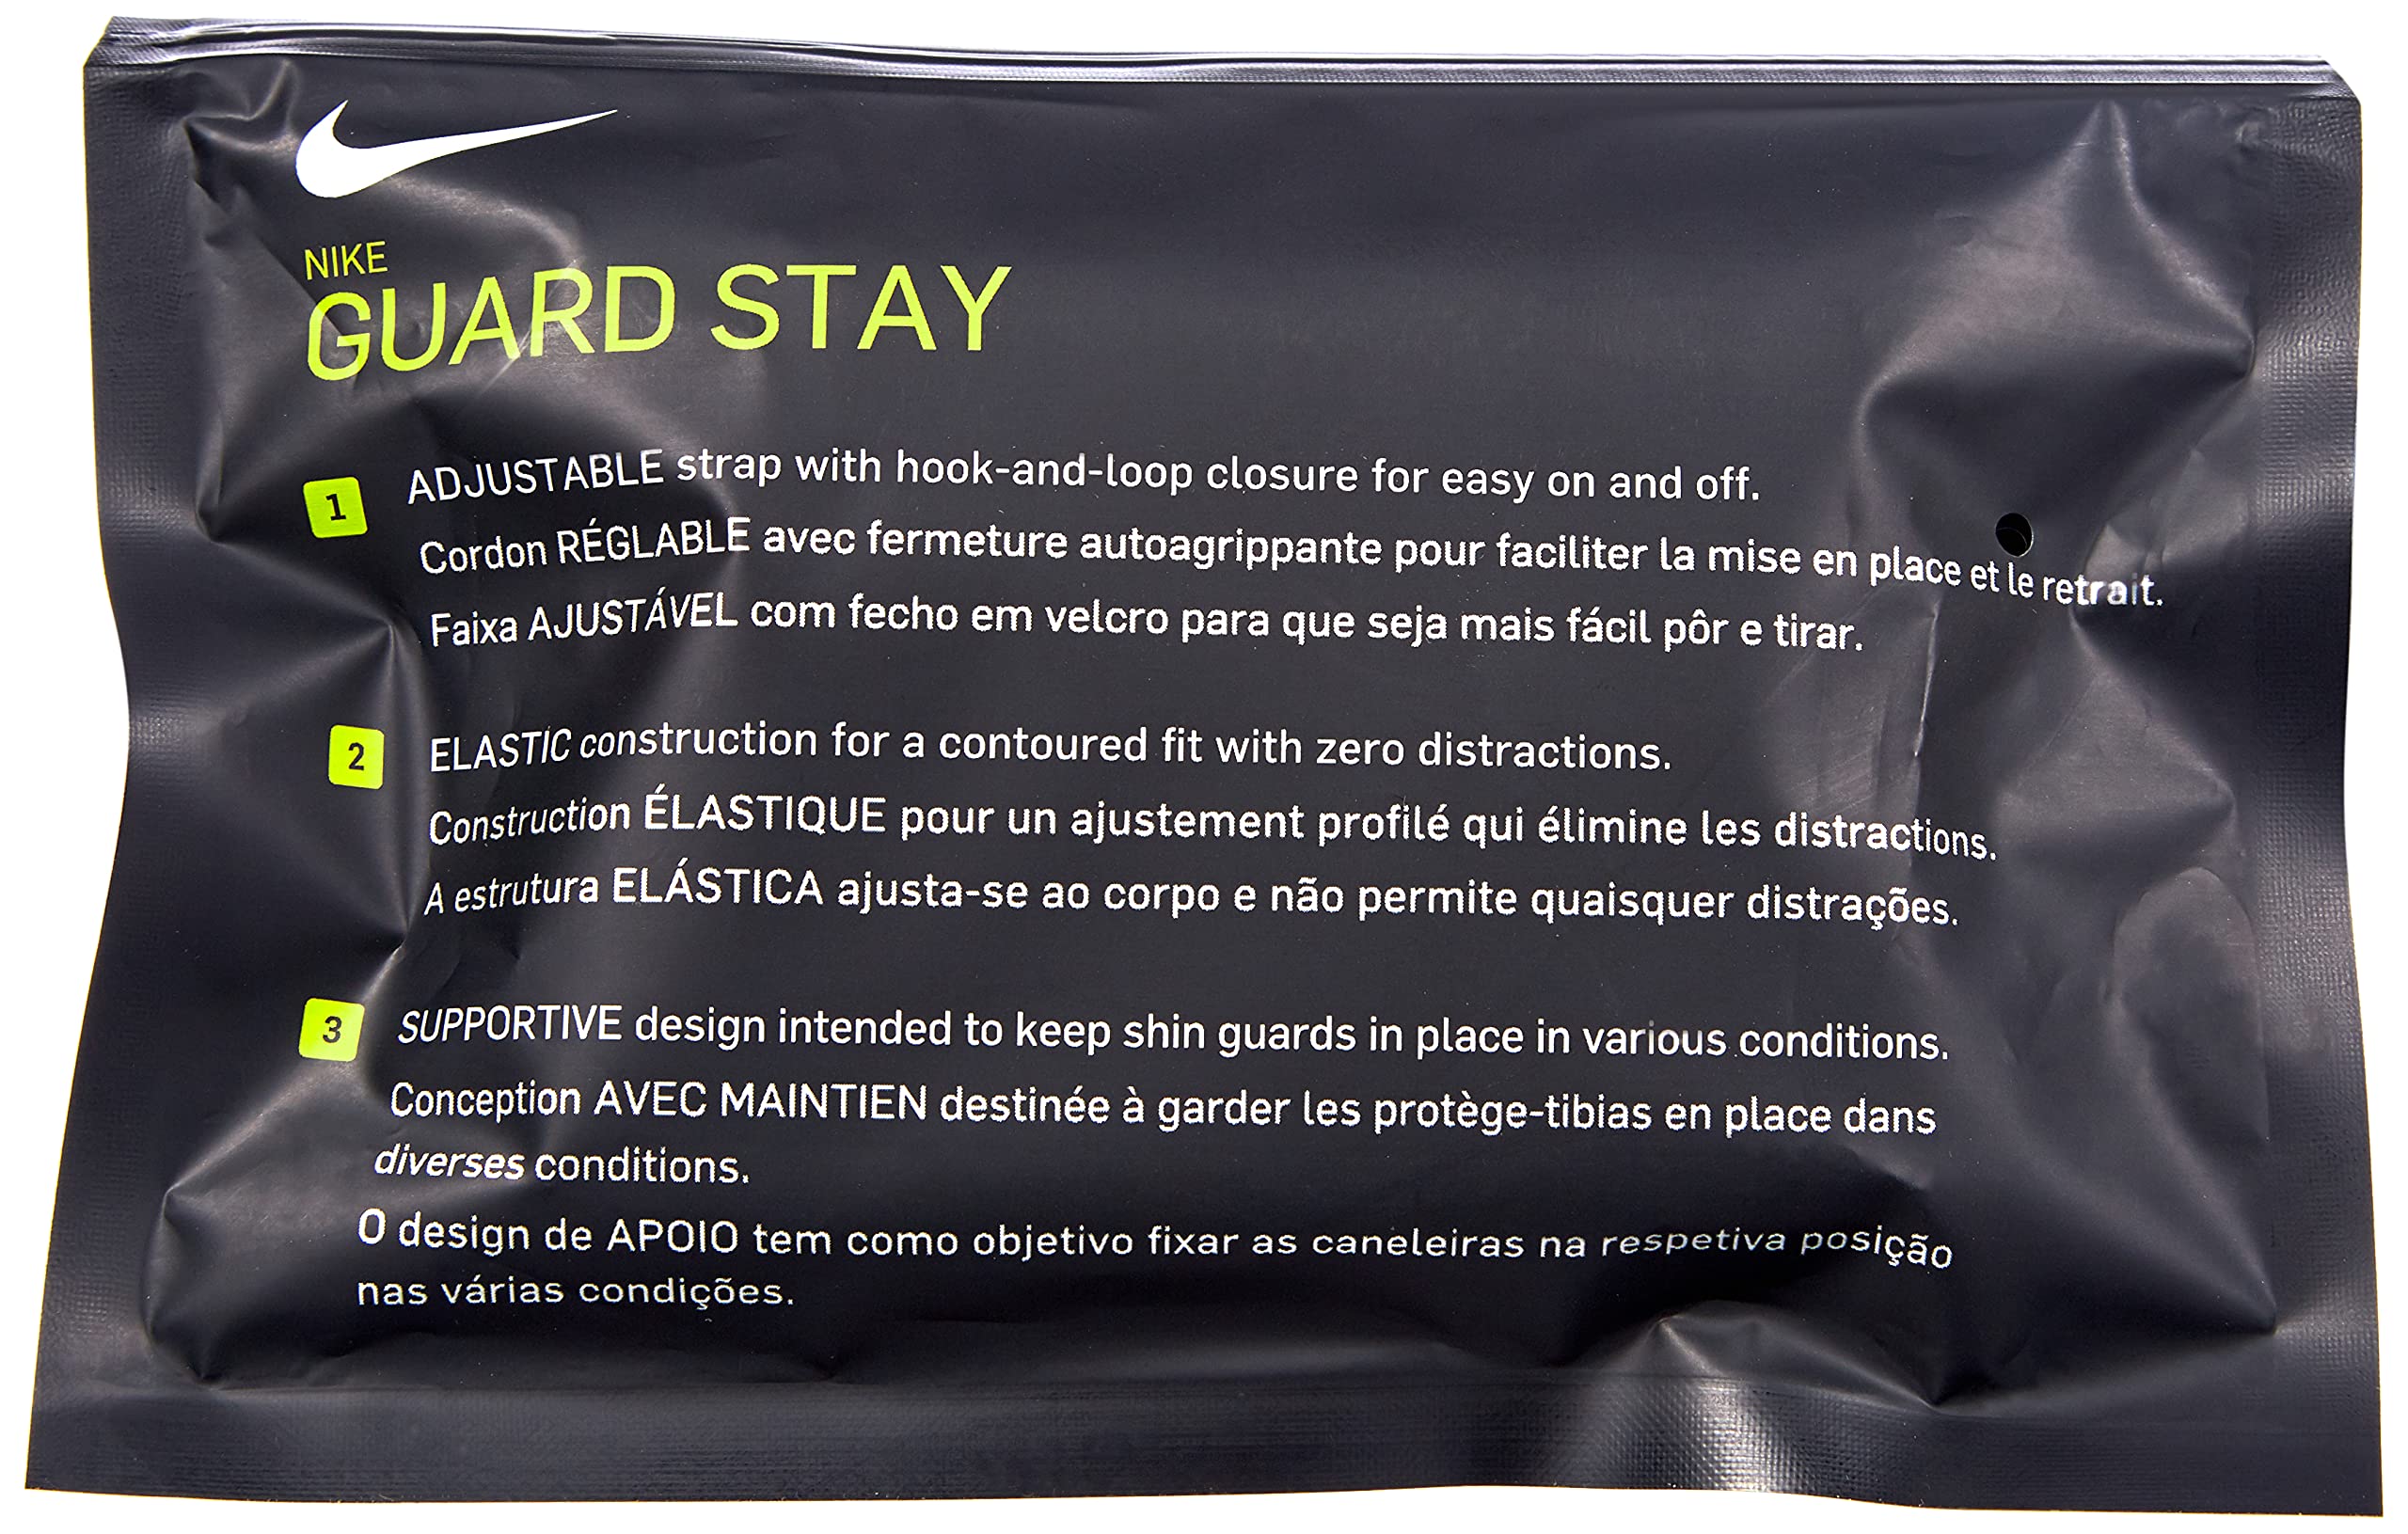 NIKE
GUARD STAY
1
ADJUSTABLE strap with hook-and-loop closure for easy on and off.
Cordon RÉGLABLE avec fermeture autoagrippante pour faciliter la mise en place et le retrait.
Faixa AJUSTÁVEL com fecho em velcro para que seja mais fácil pôr e tirar.
2
ELASTIC construction for a contoured fit with zero distractions.
Construction ÉLASTIQUE pour un ajustement profilé qui élimine les distractions.
A estrutura ELÁSTICA ajusta-se ao corpo e não permite quaisquer distrações.
3
SUPPORTIVE design intended to keep shin guards in place in various conditions.
Conception AVEC MAINTIEN destinée à garder les protège-tibias en place dans
diverses conditions.
O design de APOIO tem como objetivo fixar as caneleiras na respetiva posição
nas várias condições.